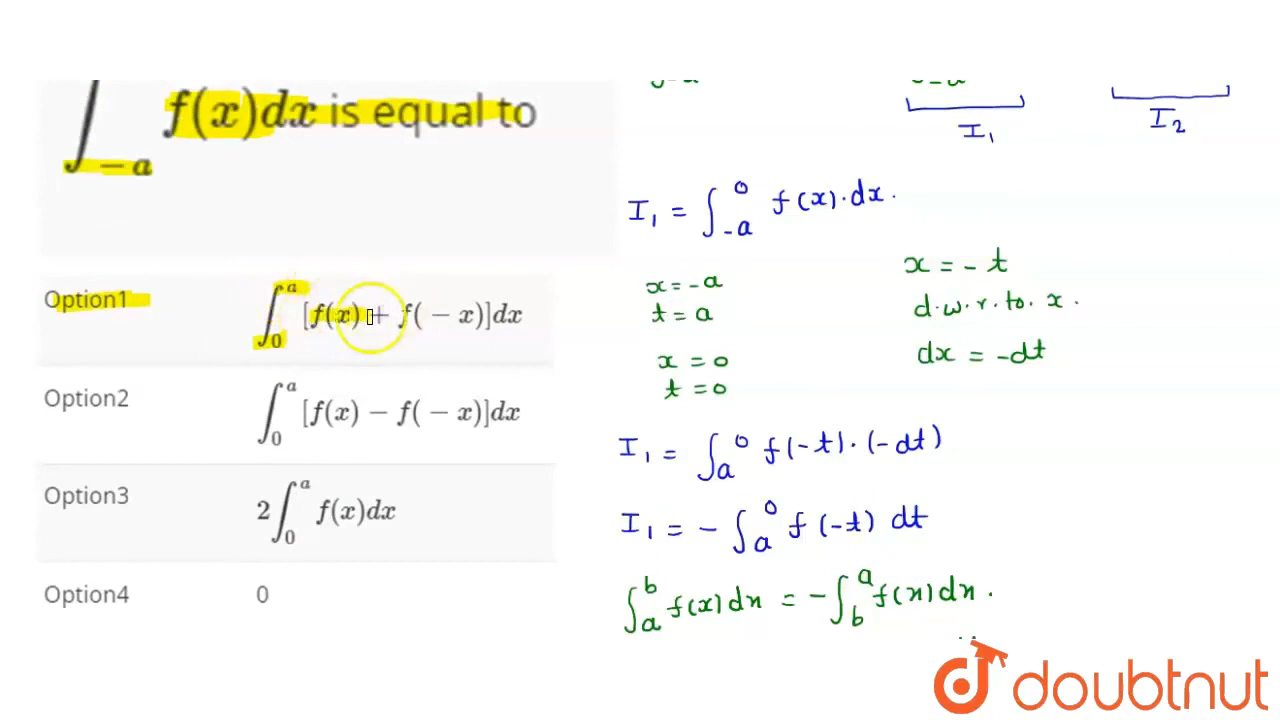 ∫_{-a} f(x)dx is equal to
Option1 ∫_0^a [f(x) + f(−x)]dx
Option2 ∫_0^a [f(x) − f(−x)]dx
Option3 2∫_0^a f(x)dx
Option4 0
I₁ I₂
I₁ = ∫_{-a}^0 f(x)·dx.
x = -a
t = a
x = 0
t = 0
x = - t
d.w.r.to.x.
dx = -dt
I₁ = ∫_a^0 f(-t)·(-dt)
I₁ = - ∫_a^0 f(-t) dt
∫_a^b f(x)dx = - ∫_b^a f(x)dx.
doubtnut